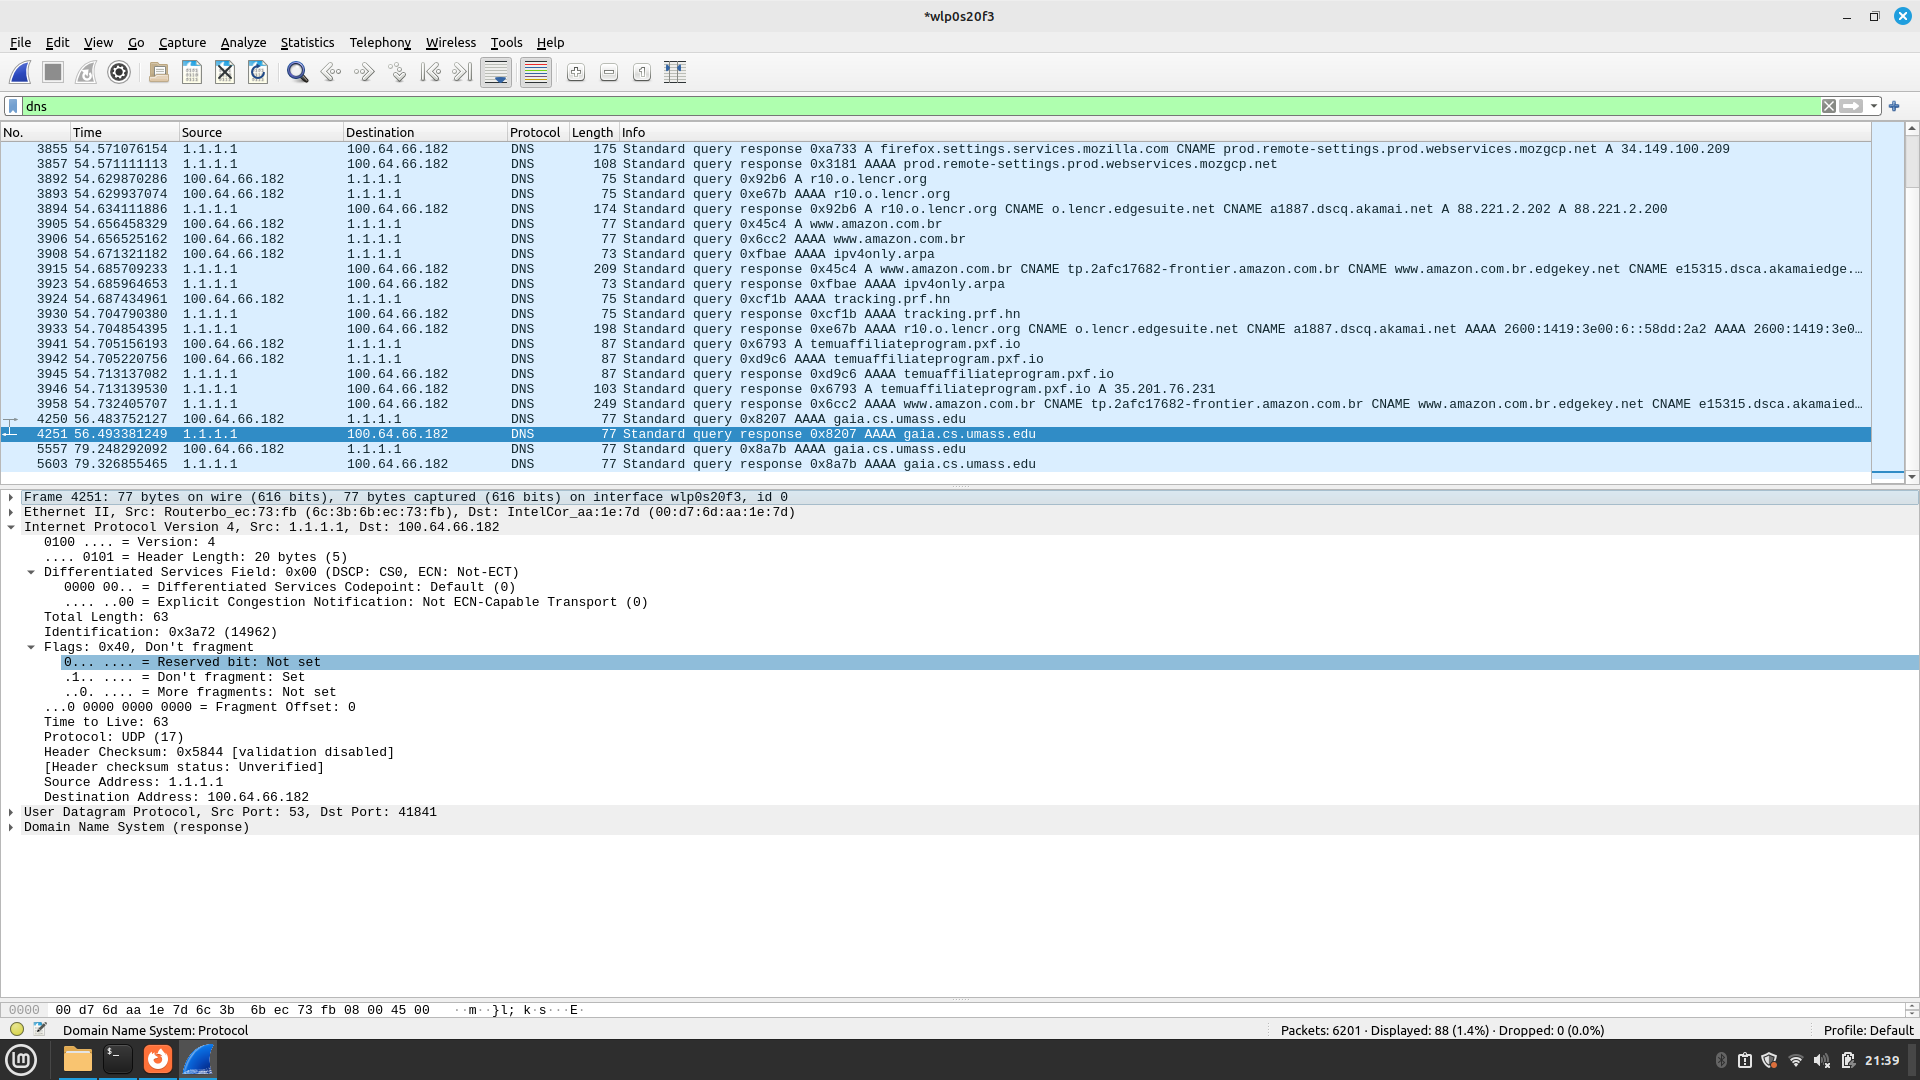 *wlp0s20f3
File Edit View Go Capture Analyze Statistics Telephony Wireless Tools Help
dns
No. Time Source Destination Protocol Length Info
3855 54.571076154 1.1.1.1 100.64.66.182 DNS 175 Standard query response 0xa733 A firefox.settings.services.mozilla.com CNAME prod.remote-settings.prod.webservices.mozgcp.net A 34.149.100.209
3857 54.571111113 1.1.1.1 100.64.66.182 DNS 108 Standard query response 0x3181 AAAA prod.remote-settings.prod.webservices.mozgcp.net
3892 54.629870286 100.64.66.182 1.1.1.1 DNS 75 Standard query 0x92b6 A r10.o.lencr.org
3893 54.629937074 100.64.66.182 1.1.1.1 DNS 75 Standard query 0xe67b AAAA r10.o.lencr.org
3894 54.634111886 1.1.1.1 100.64.66.182 DNS 174 Standard query response 0x92b6 A r10.o.lencr.org CNAME o.lencr.edgesuite.net CNAME a1887.dscq.akamai.net A 88.221.2.202 A 88.221.2.200
3905 54.656458329 100.64.66.182 1.1.1.1 DNS 77 Standard query 0x45c4 A www.amazon.com.br
3906 54.656525162 100.64.66.182 1.1.1.1 DNS 77 Standard query 0x6cc2 AAAA www.amazon.com.br
3908 54.671321182 100.64.66.182 1.1.1.1 DNS 73 Standard query 0xfbae AAAA ipv4only.arpa
3915 54.685709233 1.1.1.1 100.64.66.182 DNS 209 Standard query response 0x45c4 A www.amazon.com.br CNAME tp.2afc17682-frontier.amazon.com.br CNAME www.amazon.com.br.edgekey.net CNAME e15315.dsca.akamaiedge.…
3923 54.685964653 1.1.1.1 100.64.66.182 DNS 73 Standard query response 0xfbae AAAA ipv4only.arpa
3924 54.687434961 100.64.66.182 1.1.1.1 DNS 75 Standard query 0xcf1b AAAA tracking.prf.hn
3930 54.704790380 1.1.1.1 100.64.66.182 DNS 75 Standard query response 0xcf1b AAAA tracking.prf.hn
3933 54.704854395 1.1.1.1 100.64.66.182 DNS 198 Standard query response 0xe67b AAAA r10.o.lencr.org CNAME o.lencr.edgesuite.net CNAME a1887.dscq.akamai.net AAAA 2600:1419:3e00:6::58dd:2a2 AAAA 2600:1419:3e0…
3941 54.705156193 100.64.66.182 1.1.1.1 DNS 87 Standard query 0x6793 A temuaffiliateprogram.pxf.io
3942 54.705220756 100.64.66.182 1.1.1.1 DNS 87 Standard query 0xd9c6 AAAA temuaffiliateprogram.pxf.io
3945 54.713137082 1.1.1.1 100.64.66.182 DNS 87 Standard query response 0xd9c6 AAAA temuaffiliateprogram.pxf.io
3946 54.713139530 1.1.1.1 100.64.66.182 DNS 103 Standard query response 0x6793 A temuaffiliateprogram.pxf.io A 35.201.76.231
3958 54.732405707 1.1.1.1 100.64.66.182 DNS 249 Standard query response 0x6cc2 AAAA www.amazon.com.br CNAME tp.2afc17682-frontier.amazon.com.br CNAME www.amazon.com.br.edgekey.net CNAME e15315.dsca.akamaied…
4250 56.483752127 100.64.66.182 1.1.1.1 DNS 77 Standard query 0x8207 AAAA gaia.cs.umass.edu
4251 56.493381249 1.1.1.1 100.64.66.182 DNS 77 Standard query response 0x8207 AAAA gaia.cs.umass.edu
5557 79.248292092 100.64.66.182 1.1.1.1 DNS 77 Standard query 0x8a7b AAAA gaia.cs.umass.edu
5603 79.326855465 1.1.1.1 100.64.66.182 DNS 77 Standard query response 0x8a7b AAAA gaia.cs.umass.edu
Frame 4251: 77 bytes on wire (616 bits), 77 bytes captured (616 bits) on interface wlp0s20f3, id 0
Ethernet II, Src: Routerbo_ec:73:fb (6c:3b:6b:ec:73:fb), Dst: IntelCor_aa:1e:7d (00:d7:6d:aa:1e:7d)
Internet Protocol Version 4, Src: 1.1.1.1, Dst: 100.64.66.182
0100 .... = Version: 4
.... 0101 = Header Length: 20 bytes (5)
Differentiated Services Field: 0x00 (DSCP: CS0, ECN: Not-ECT)
0000 00.. = Differentiated Services Codepoint: Default (0)
.... ..00 = Explicit Congestion Notification: Not ECN-Capable Transport (0)
Total Length: 63
Identification: 0x3a72 (14962)
Flags: 0x40, Don't fragment
0... .... = Reserved bit: Not set
.1.. .... = Don't fragment: Set
..0. .... = More fragments: Not set
...0 0000 0000 0000 = Fragment Offset: 0
Time to Live: 63
Protocol: UDP (17)
Header Checksum: 0x5844 [validation disabled]
[Header checksum status: Unverified]
Source Address: 1.1.1.1
Destination Address: 100.64.66.182
User Datagram Protocol, Src Port: 53, Dst Port: 41841
Domain Name System (response)
0000 00 d7 6d aa 1e 7d 6c 3b 6b ec 73 fb 08 00 45 00 ··m··}l; k·s···E·
Domain Name System: Protocol Packets: 6201 · Displayed: 88 (1.4%) · Dropped: 0 (0.0%) Profile: Default
21:39